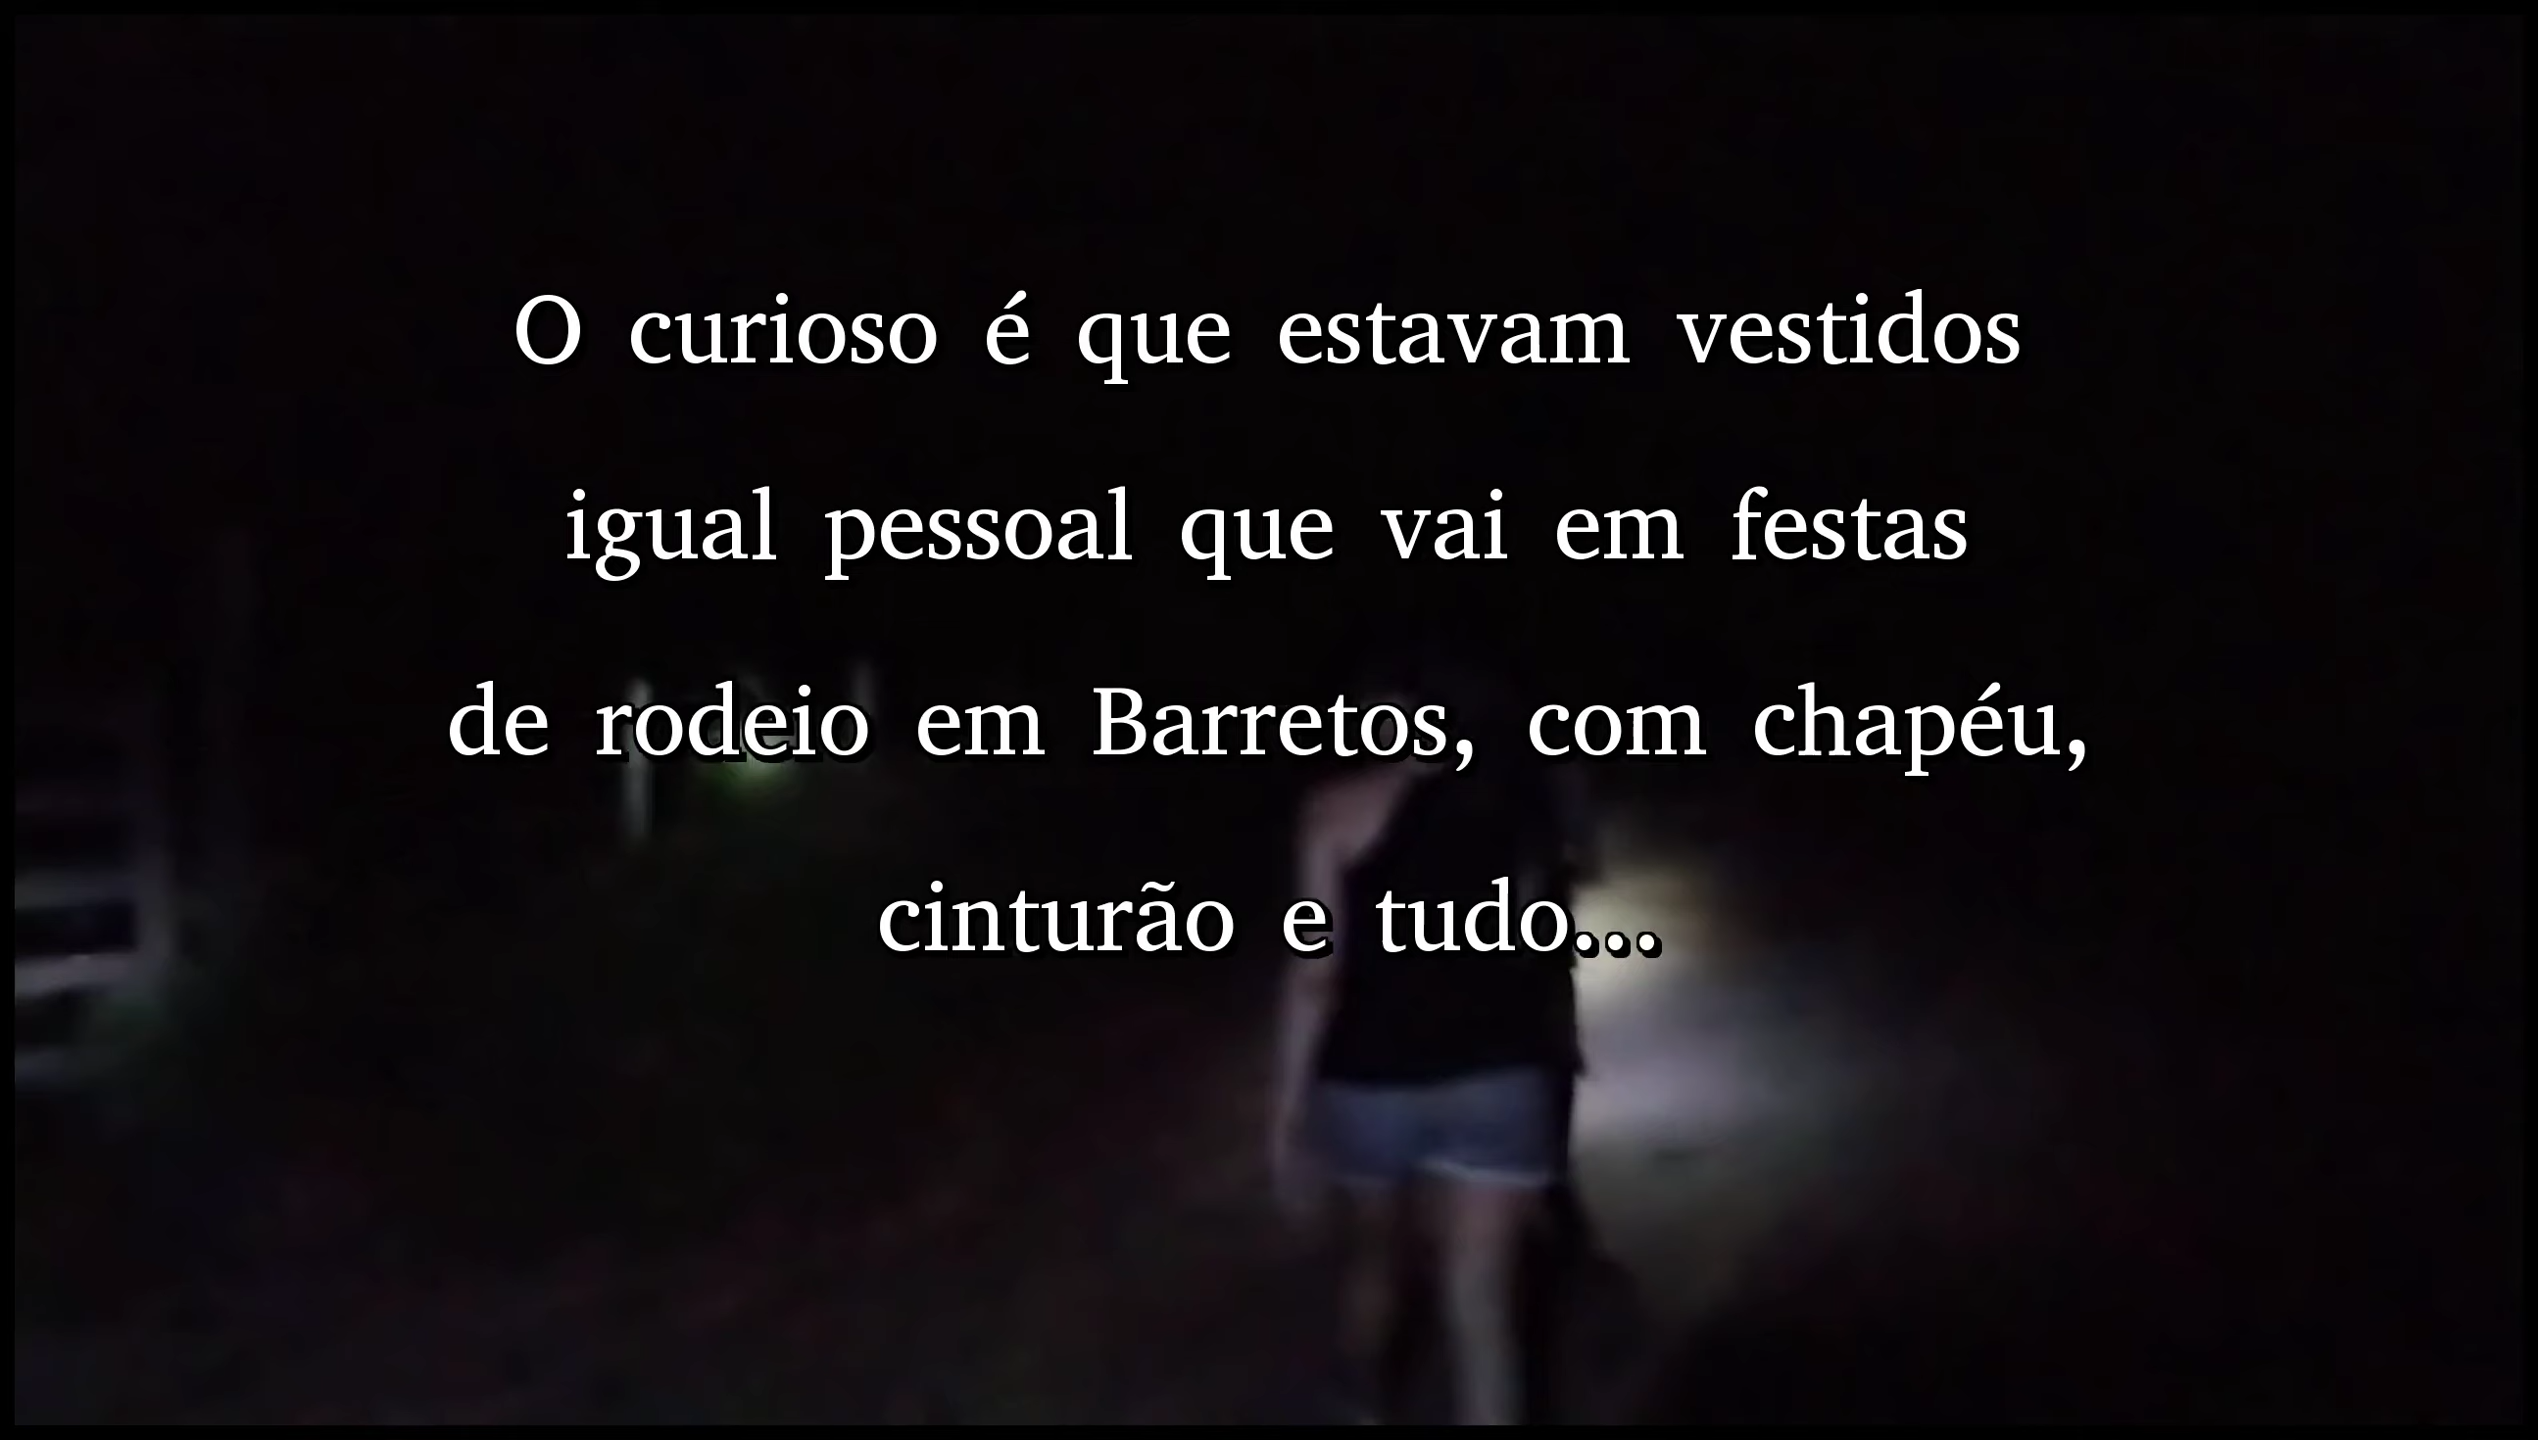 O curioso é que estavam vestidos
igual pessoal que vai em festas
de rodeio em Barretos, com chapéu,
cinturão e tudo...